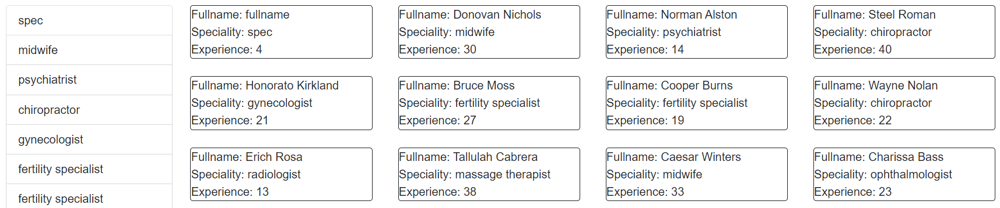 spec
midwife
psychiatrist
chiropractor
gynecologist
fertility specialist
fertility specialist
Fullname: fullname
Speciality: spec
Experience: 4
Fullname: Donovan Nichols
Speciality: midwife
Experience: 30
Fullname: Norman Alston
Speciality: psychiatrist
Experience: 14
Fullname: Steel Roman
Speciality: chiropractor
Experience: 40
Fullname: Honorato Kirkland
Speciality: gynecologist
Experience: 21
Fullname: Bruce Moss
Speciality: fertility specialist
Experience: 27
Fullname: Cooper Burns
Speciality: fertility specialist
Experience: 19
Fullname: Wayne Nolan
Speciality: chiropractor
Experience: 22
Fullname: Erich Rosa
Speciality: radiologist
Experience: 13
Fullname: Tallulah Cabrera
Speciality: massage therapist
Experience: 38
Fullname: Caesar Winters
Speciality: midwife
Experience: 33
Fullname: Charissa Bass
Speciality: ophthalmologist
Experience: 23